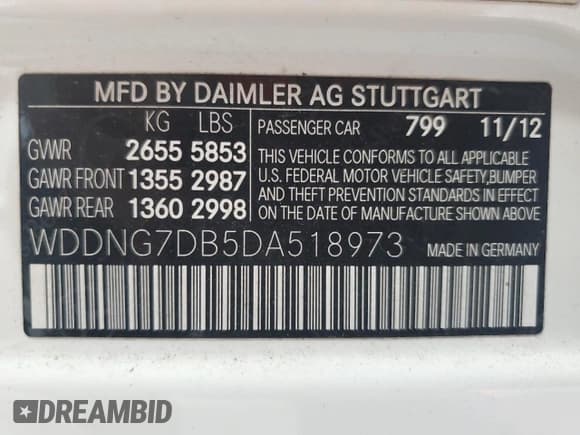 MFD BY DAIMLER AG STUTTGART
KG LBS
GVWR 2655 5853
GAWR FRONT 1355 2987
GAWR REAR 1360 2998
PASSENGER CAR 799 11/12
THIS VEHICLE CONFORMS TO ALL APPLICABLE
U.S. FEDERAL MOTOR VEHICLE SAFETY,BUMPER
AND THEFT PREVENTION STANDARDS IN EFFECT
ON THE DATE OF MANUFACTURE SHOWN ABOVE.
WDDNG7DB5DA518973 MADE IN GERMANY
DREAMBID